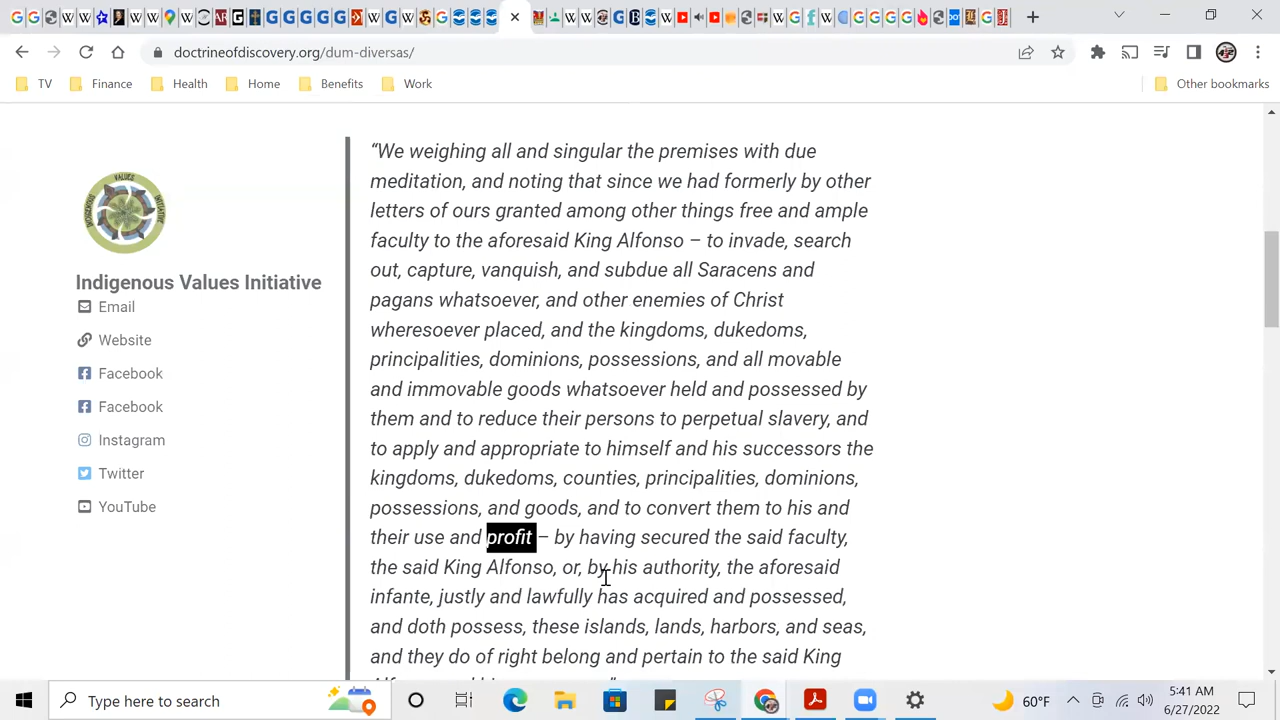 doctrineofdiscovery.org/dum-diversas/
TV
Finance
Health
Home
Benefits
Work
Other bookmarks
Indigenous Values Initiative
Email
Website
Facebook
Facebook
Instagram
Twitter
YouTube
“We weighing all and singular the premises with due
meditation, and noting that since we had formerly by other
letters of ours granted among other things free and ample
faculty to the aforesaid King Alfonso – to invade, search
out, capture, vanquish, and subdue all Saracens and
pagans whatsoever, and other enemies of Christ
wheresoever placed, and the kingdoms, dukedoms,
principalities, dominions, possessions, and all movable
and immovable goods whatsoever held and possessed by
them and to reduce their persons to perpetual slavery, and
to apply and appropriate to himself and his successors the
kingdoms, dukedoms, counties, principalities, dominions,
possessions, and goods, and to convert them to his and
their use and profit – by having secured the said faculty,
the said King Alfonso, or, by his authority, the aforesaid
infante, justly and lawfully has acquired and possessed,
and doth possess, these islands, lands, harbors, and seas,
and they do of right belong and pertain to the said King
Type here to search
60°F
5:41 AM
6/27/2022